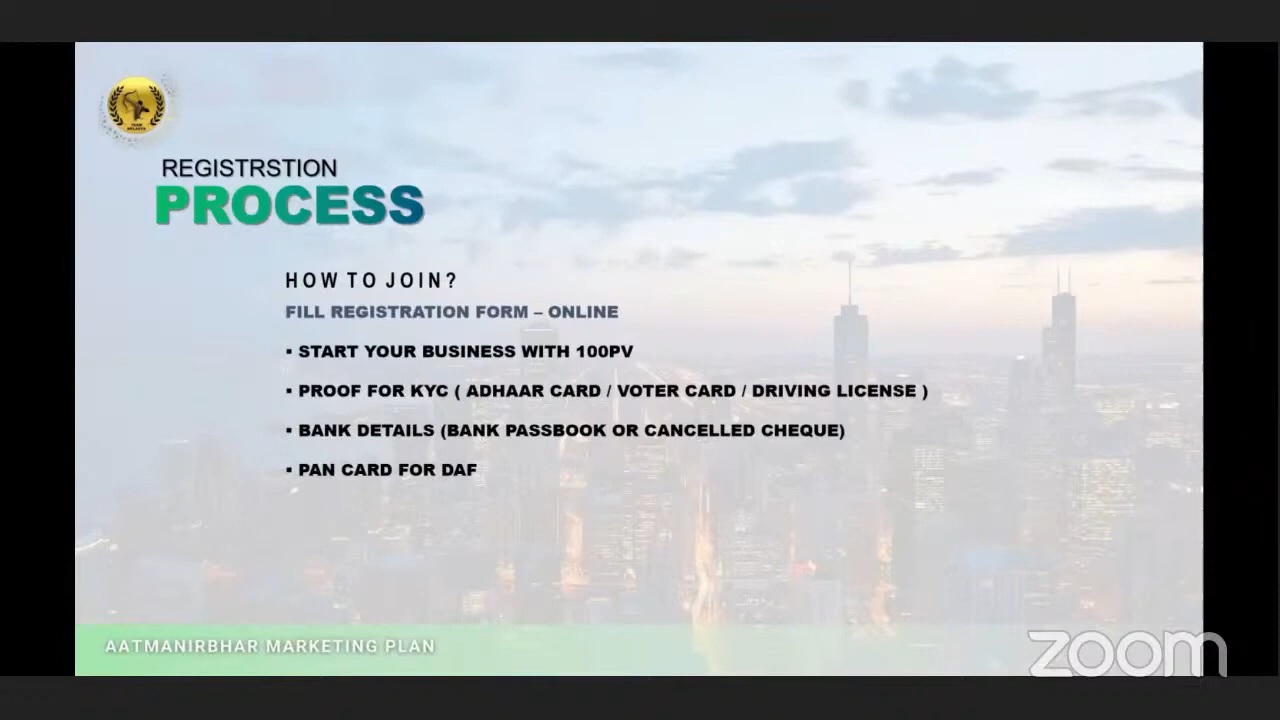 REGISTRSTION
PROCESS
HOW TO JOIN?
FILL REGISTRATION FORM – ONLINE
▪ START YOUR BUSINESS WITH 100PV
▪ PROOF FOR KYC ( ADHAAR CARD / VOTER CARD / DRIVING LICENSE )
▪ BANK DETAILS (BANK PASSBOOK OR CANCELLED CHEQUE)
▪ PAN CARD FOR DAF
AATMANIRBHAR MARKETING PLAN
zoom